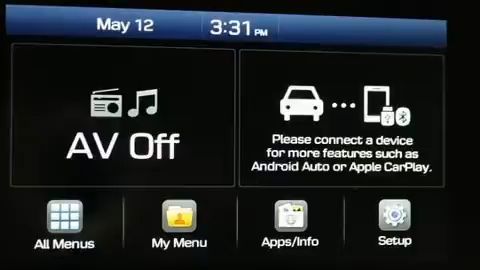 May 12 3:31 PM
AV Off
Please connect a device
for more features such as
Android Auto or Apple CarPlay.
All Menus My Menu Apps/Info Setup